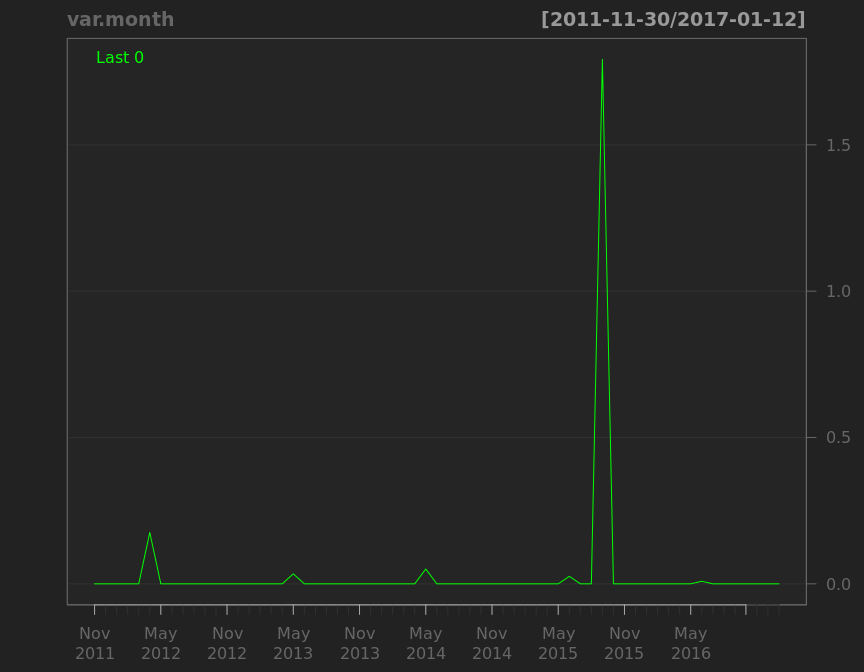 var.month [2011-11-30/2017-01-12]
Last 0
1.5
1.0
0.5
0.0
Nov May Nov May Nov May Nov May Nov May
2011 2012 2012 2013 2013 2014 2014 2015 2015 2016